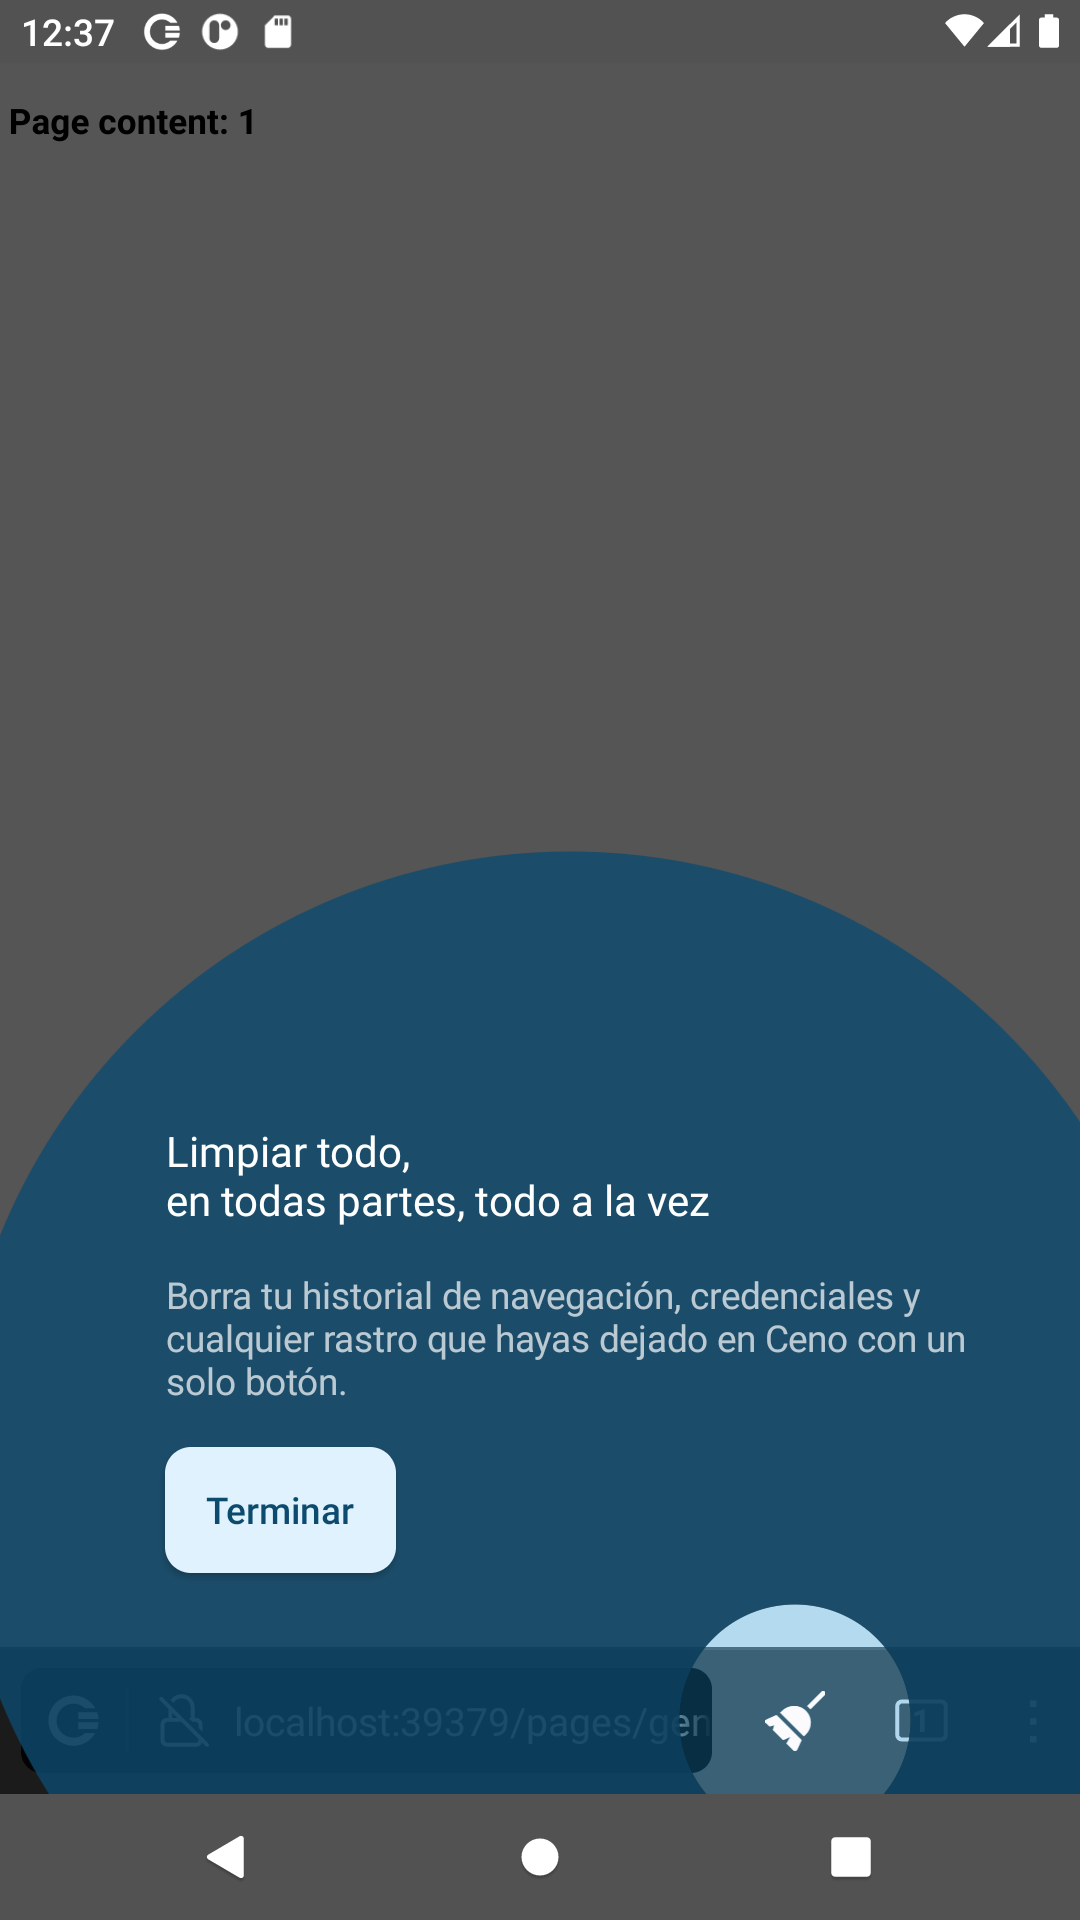 12:37
Page content: 1
Limpiar todo,
en todas partes, todo a la vez
Borra tu historial de navegación, credenciales y
cualquier rastro que hayas dejado en Ceno con un
solo botón.
Terminar
localhost:39379/pages/gen
1